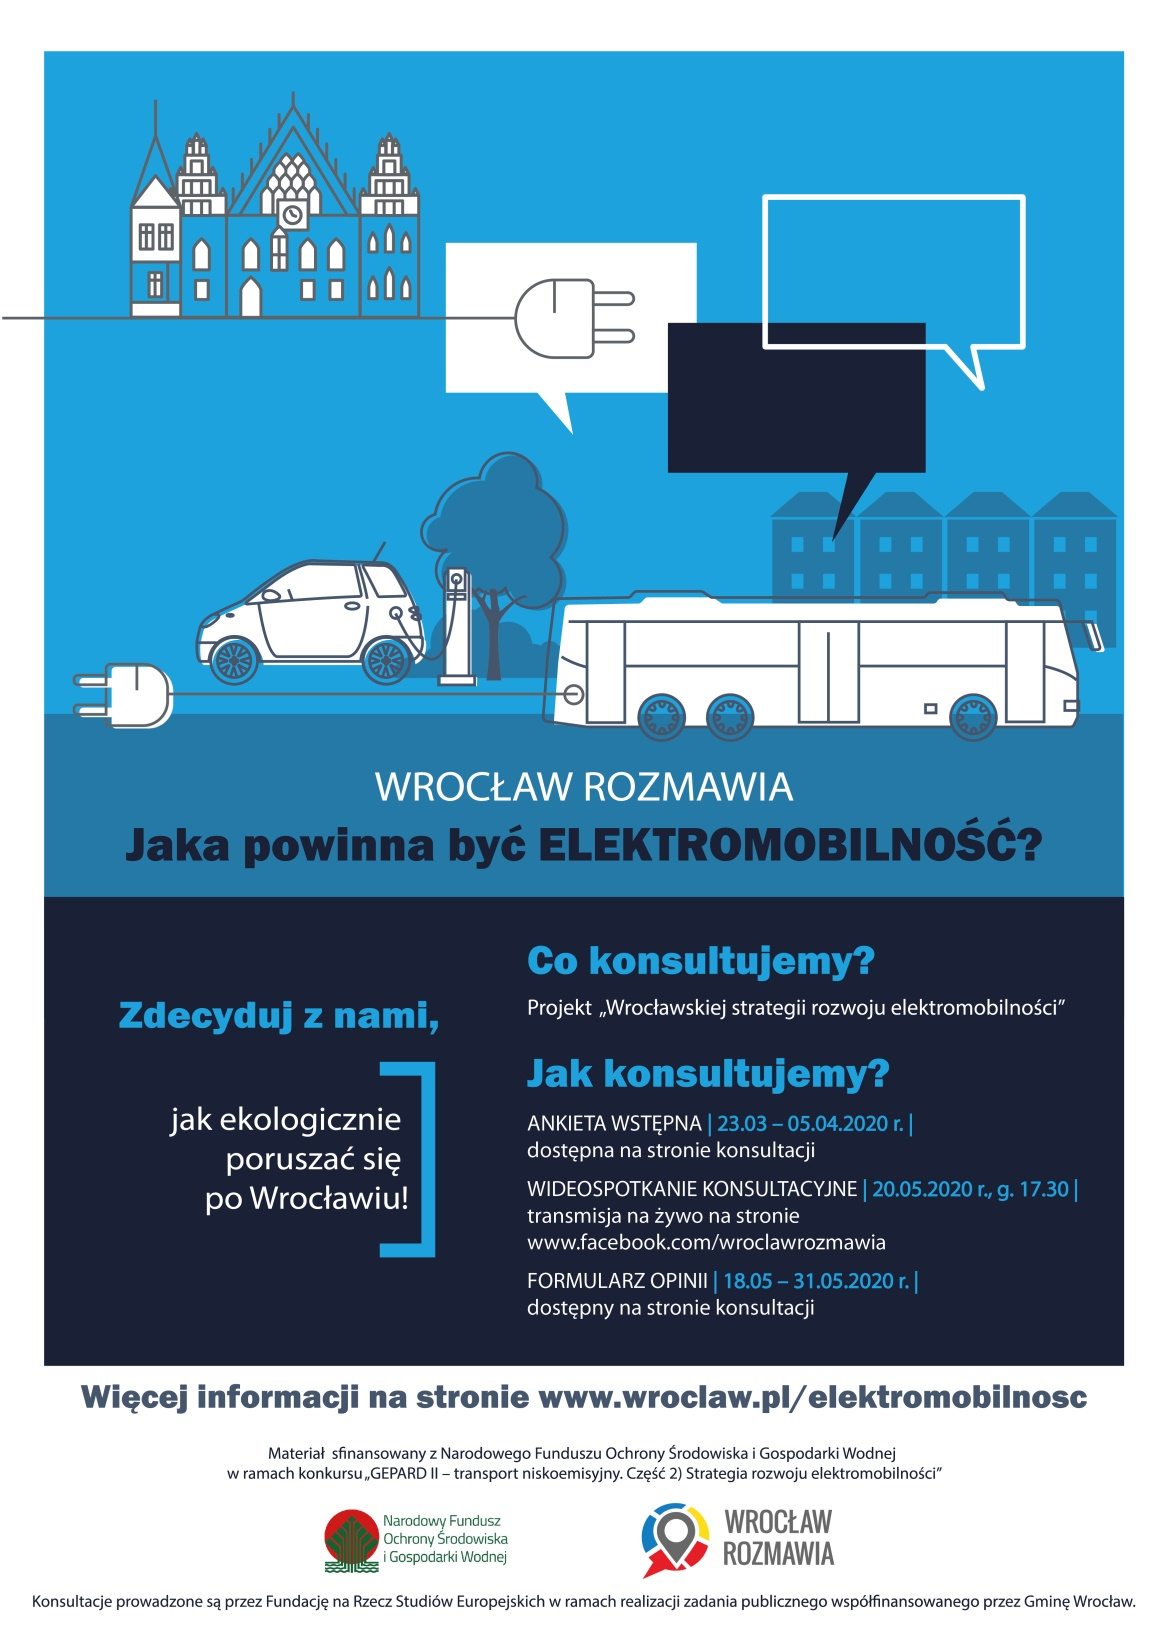 WROCŁAW ROZMAWIA
Jaka powinna być ELEKTROMOBILNOŚĆ?
Zdecyduj z nami,
jak ekologicznie
poruszać się
po Wrocławiu!
Co konsultujemy?
Projekt „Wrocławskiej strategii rozwoju elektromobilności”
Jak konsultujemy?
ANKIETA WSTĘPNA | 23.03 – 05.04.2020 r. |
dostępna na stronie konsultacji
WIDEOSPOTKANIE KONSULTACYJNE | 20.05.2020 r., g. 17.30 |
transmisja na żywo na stronie
www.facebook.com/wroclawrozmawia
FORMULARZ OPINII | 18.05 – 31.05.2020 r. |
dostępny na stronie konsultacji
Więcej informacji na stronie www.wroclaw.pl/elektromobilnosc
Materiał sfinansowany z Narodowego Funduszu Ochrony Środowiska i Gospodarki Wodnej
w ramach konkursu „GEPARD II – transport niskoemisyjny. Część 2) Strategia rozwoju elektromobilności”
Narodowy Fundusz
Ochrony Środowiska
i Gospodarki Wodnej
WROCŁAW
ROZMAWIA
Konsultacje prowadzone są przez Fundację na Rzecz Studiów Europejskich w ramach realizacji zadania publicznego współfinansowanego przez Gminę Wrocław.